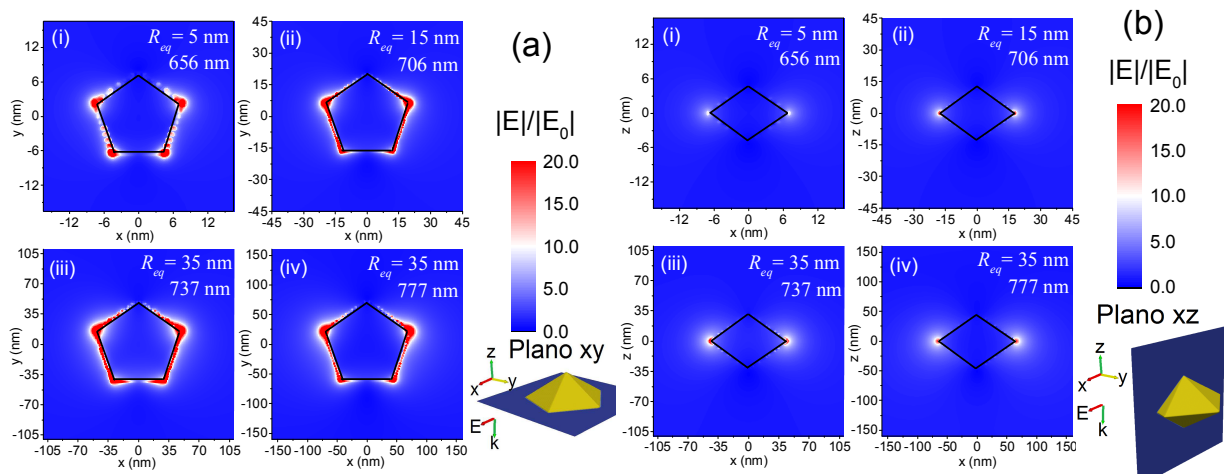 (a)
(i)
R_eq = 5 nm
656 nm
y (nm)
12
6
0
-6
-12
-12 -6 0 6 12
x (nm)
(ii)
R_eq = 15 nm
706 nm
y (nm)
45
30
15
0
-15
-30
-45
-45 -30 -15 0 15 30 45
x (nm)
(iii)
R_eq = 35 nm
737 nm
y (nm)
105
70
35
0
-35
-70
-105
-105 -70 -35 0 35 70 105
x (nm)
(iv)
R_eq = 35 nm
777 nm
y (nm)
150
100
50
0
-50
-100
-150
-150 -100 -50 0 50 100 150
x (nm)
|E|/|E₀|
20.0
15.0
10.0
5.0
0.0
Plano xy
z
x
y
E
k
(b)
(i)
R_eq = 5 nm
656 nm
z (nm)
12
6
0
-6
-12
-12 -6 0 6 12
x (nm)
(ii)
R_eq = 15 nm
706 nm
z (nm)
45
30
15
0
-15
-30
-45
-45 -30 -15 0 15 30 45
x (nm)
(iii)
R_eq = 35 nm
737 nm
z (nm)
105
70
35
0
-35
-70
-105
-105 -70 -35 0 35 70 105
x (nm)
(iv)
R_eq = 35 nm
777 nm
z (nm)
150
100
50
0
-50
-100
-150
-150 -100 -50 0 50 100 150
x (nm)
|E|/|E₀|
20.0
15.0
10.0
5.0
0.0
Plano xz
z
x
y
E
k